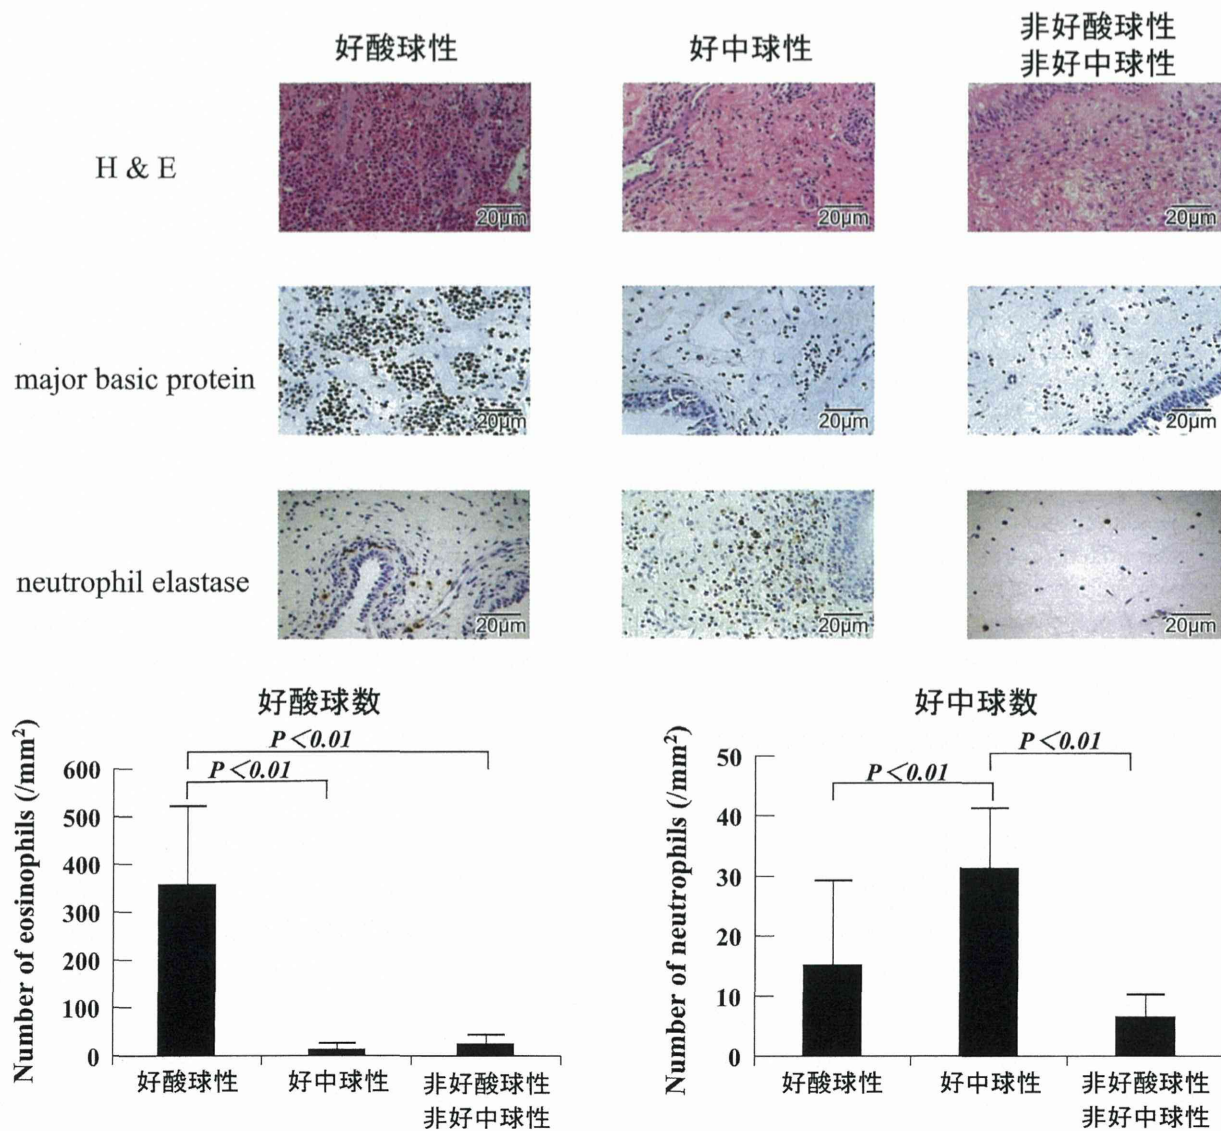 好酸球性
好中球性
非好酸球性
非好中球性
H & E
20μm
20μm
20μm
major basic protein
20μm
20μm
20μm
neutrophil elastase
20μm
20μm
20μm
好酸球数
P＜0.01
P＜0.01
Number of eosinophils (/mm²)
600
500
400
300
200
100
0
好酸球性
好中球性
非好酸球性
非好中球性
好中球数
P＜0.01
P＜0.01
Number of neutrophils (/mm²)
50
40
30
20
10
0
好酸球性
好中球性
非好酸球性
非好中球性